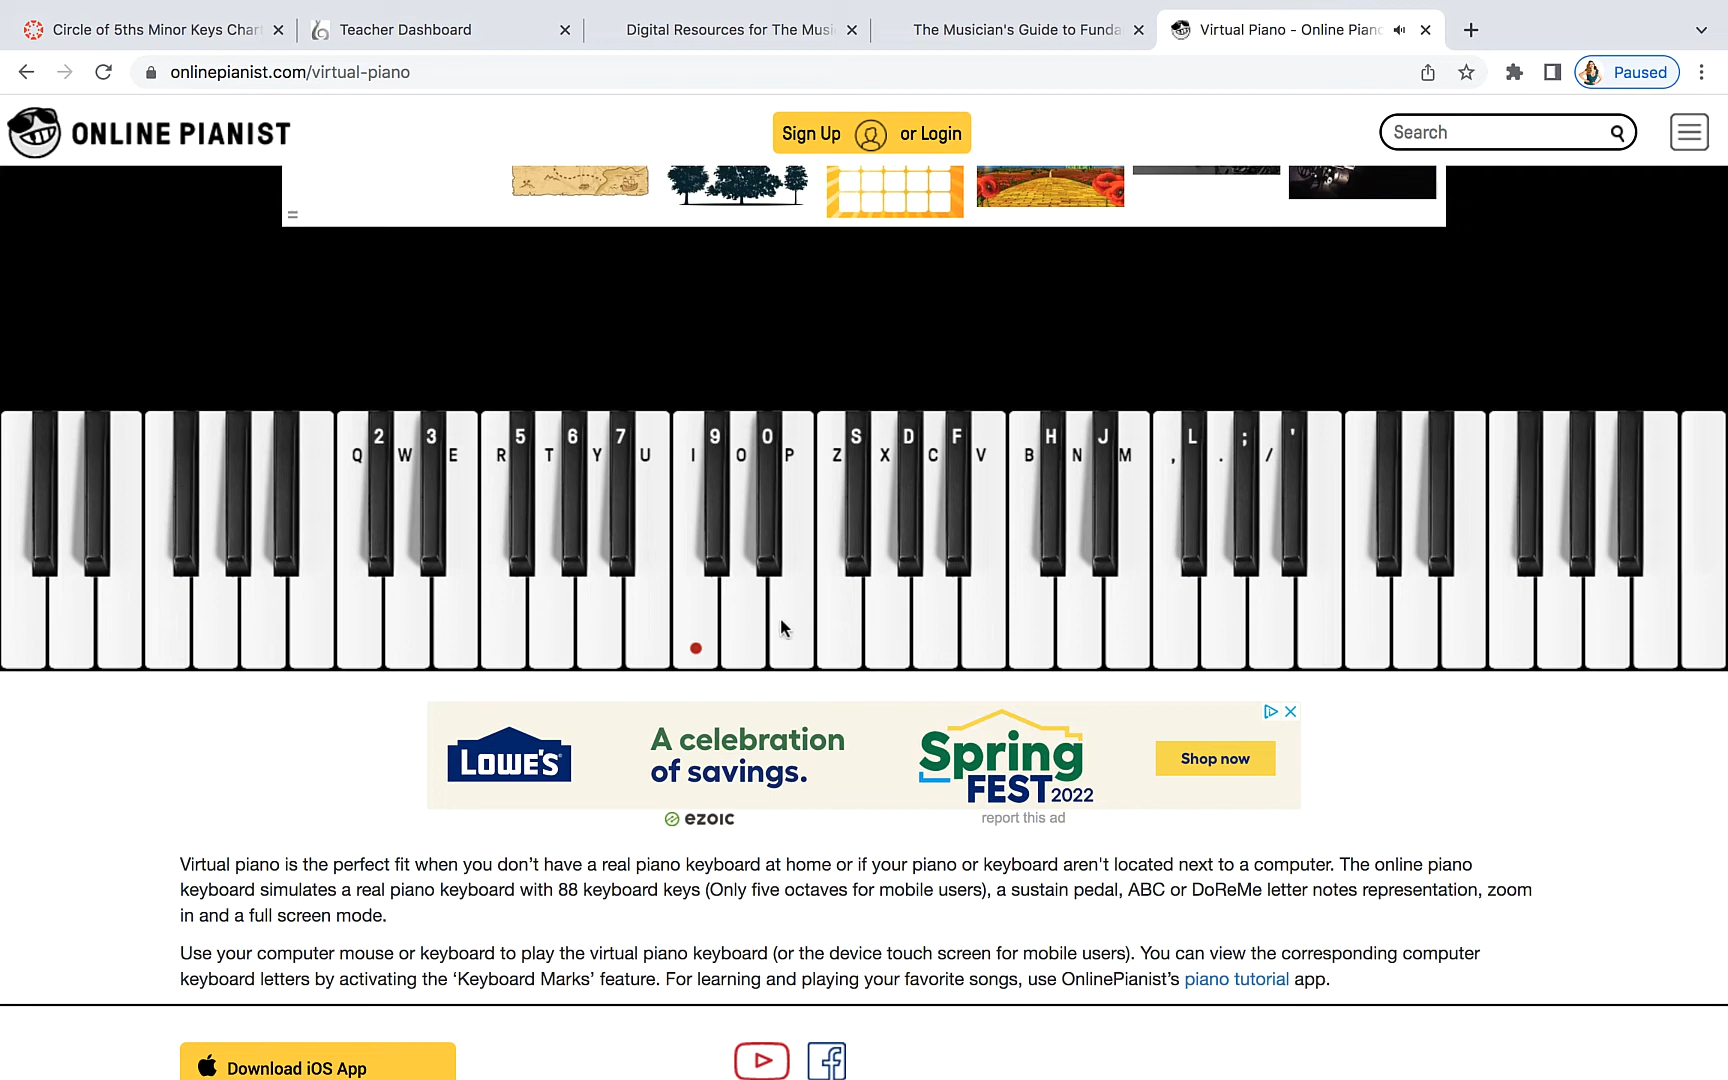 Circle of 5ths Minor Keys Char
Teacher Dashboard
Digital Resources for The Musi
The Musician's Guide to Funda
Virtual Piano - Online Piano
onlinepianist.com/virtual-piano
Paused
ONLINE PIANIST
Sign Up or Login
Search
2 3 5 6 7 9 0 S D F H J L ; '
Q W E R T Y U I O P Z X C V B N M , . /
LOWE'S
A celebration
of savings.
Spring
FEST 2022
Shop now
ezoic
report this ad
Virtual piano is the perfect fit when you don’t have a real piano keyboard at home or if your piano or keyboard aren't located next to a computer. The online piano
keyboard simulates a real piano keyboard with 88 keyboard keys (Only five octaves for mobile users), a sustain pedal, ABC or DoReMe letter notes representation, zoom
in and a full screen mode.
Use your computer mouse or keyboard to play the virtual piano keyboard (or the device touch screen for mobile users). You can view the corresponding computer
keyboard letters by activating the ‘Keyboard Marks’ feature. For learning and playing your favorite songs, use OnlinePianist’s piano tutorial app.
Download iOS App